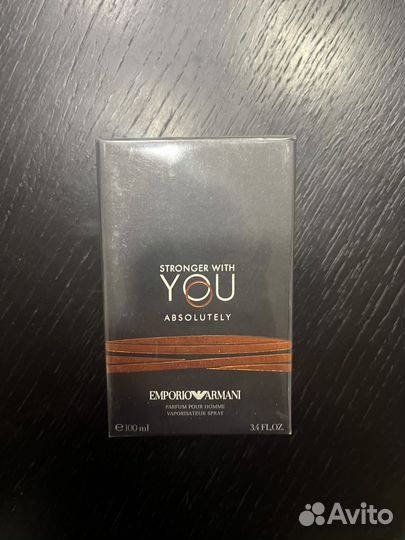 STRONGER WITH
YOU
ABSOLUTELY
EMPORIO ARMANI
PARFUM POUR HOMME
VAPORISATEUR SPRAY
℮ 100 ml 3.4 FL.OZ.
Avito